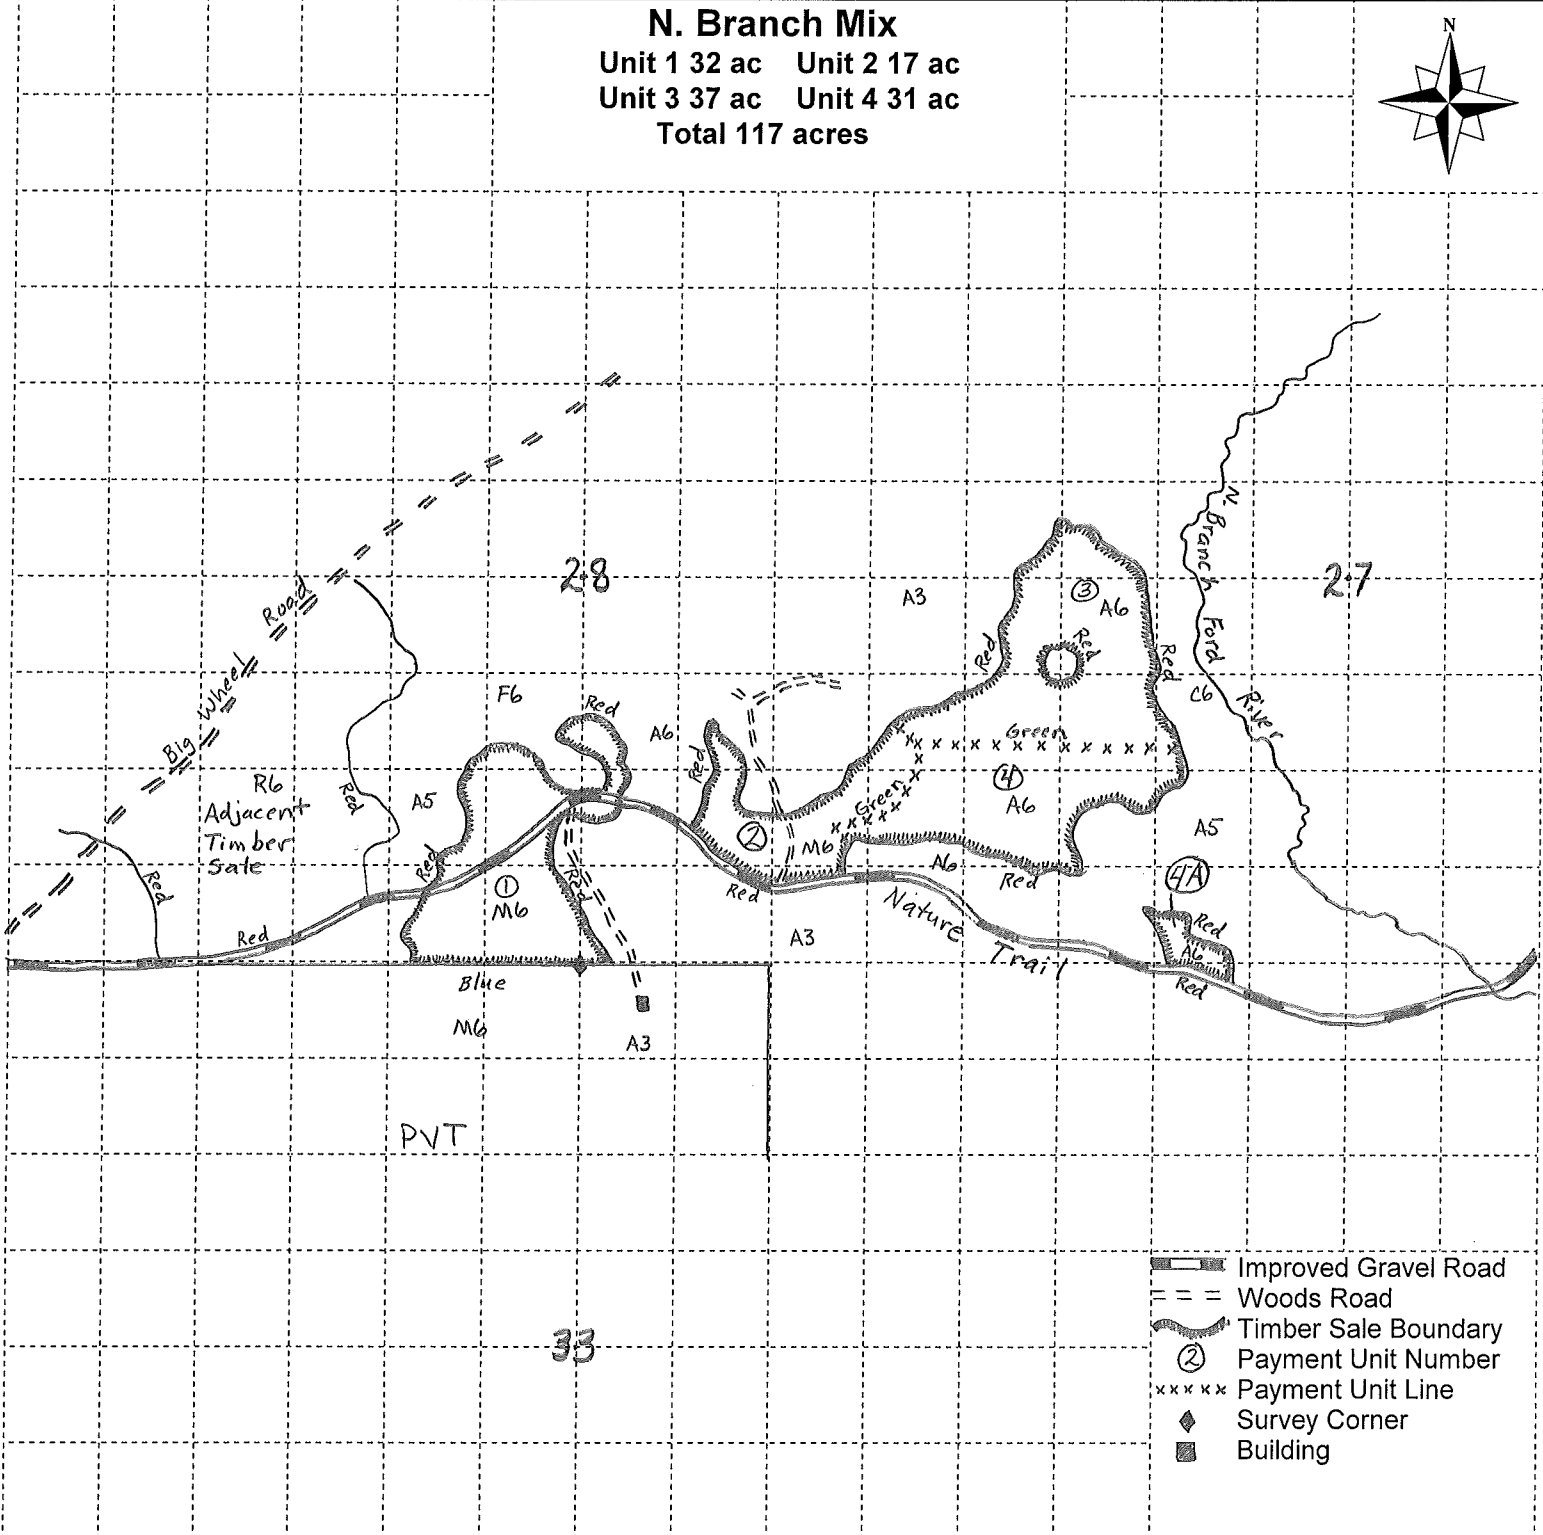 N. Branch Mix
Unit 1 32 ac Unit 2 17 ac
Unit 3 37 ac Unit 4 31 ac
Total 117 acres
N
28
27
A3
3
A6
Red
Red
Red
N. Branch Ford River
C6
Big Wheel Road
F6
Red
A6
Red
Green
Green
4
A6
R6
Adjacent
Timber
Sale
Red
A5
2
M6
A5
Red
Red
1
M6
Red
Red
A6
Red
4A
Red
A6
Red
Red
Nature Trail
A3
Blue
M6
A3
PVT
33
Improved Gravel Road
Woods Road
Timber Sale Boundary
2 Payment Unit Number
xxxxx Payment Unit Line
Survey Corner
Building